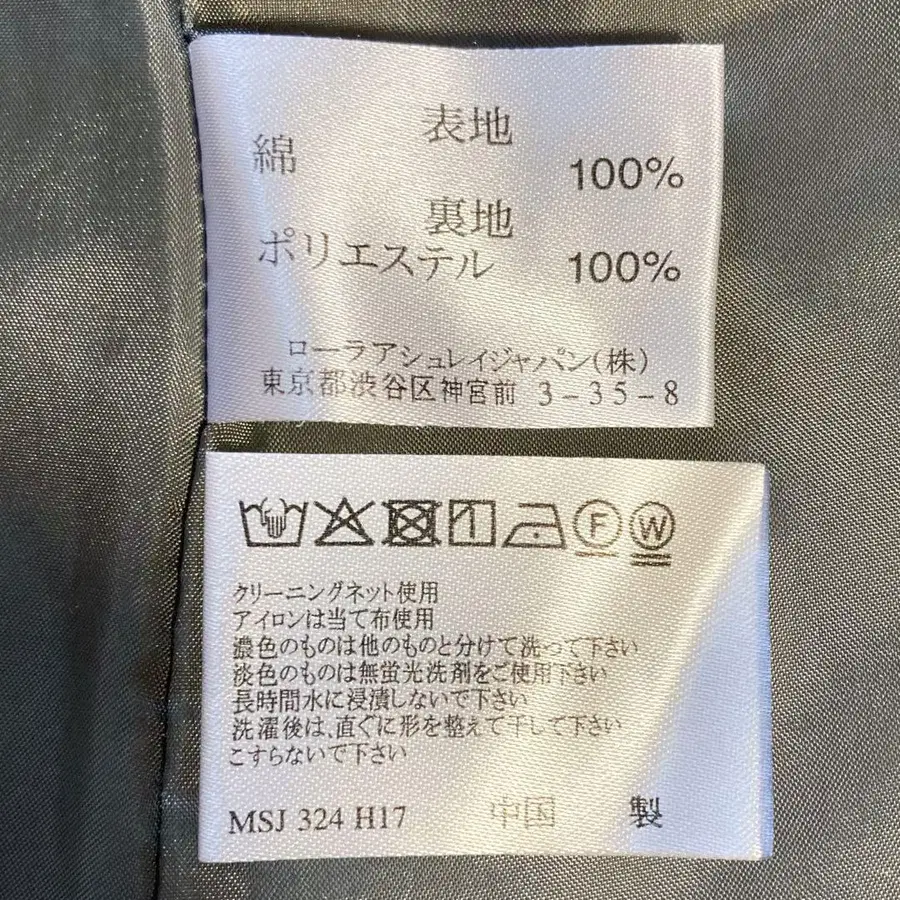 表地
綿 100%
裏地
ポリエステル 100%
ローラアシュレイジャパン(株)
東京都渋谷区神宮前 3-35-8
F W
クリーニングネット使用
アイロンは当て布使用
濃色のものは他のものと分けて洗って下さい
淡色のものは無蛍光洗剤をご使用下さい
長時間水に浸漬しないで下さい
洗濯後は、直ぐに形を整えて干して下さい
こすらないで下さい
MSJ 324 H17 中国 製